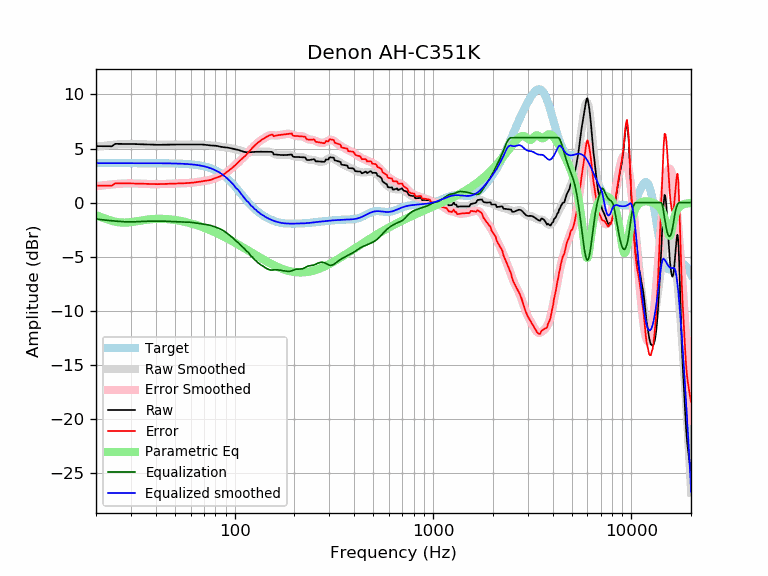 Denon AH-C351K
Amplitude (dBr)
10
5
0
−5
−10
−15
−20
−25
Target
Raw Smoothed
Error Smoothed
Raw
Error
Parametric Eq
Equalization
Equalized smoothed
100
1000
10000
Frequency (Hz)